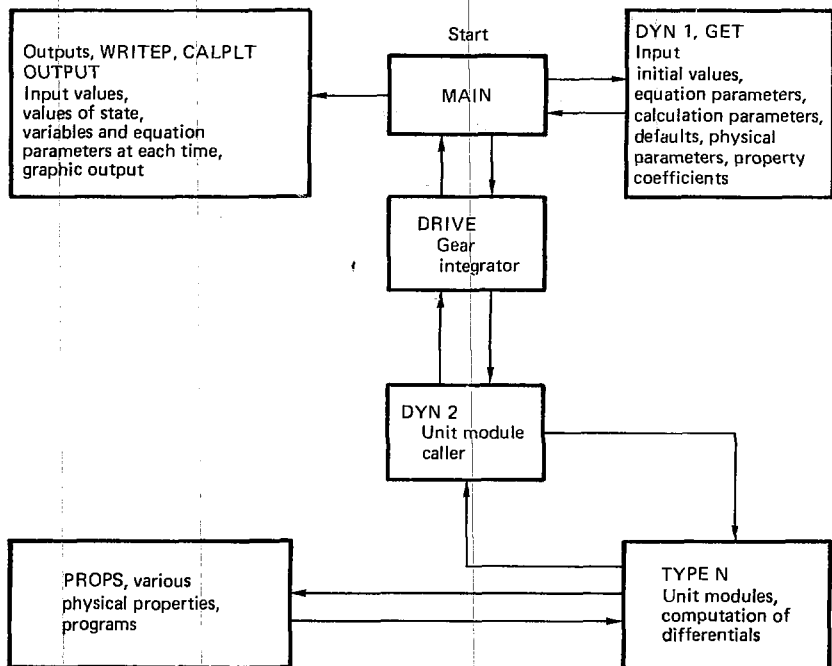 Outputs, WRITEP, CALPLT
OUTPUT
Input values,
values of state,
variables and equation
parameters at each time,
graphic output
Start
MAIN
DYN 1, GET
Input
initial values,
equation parameters,
calculation parameters,
defaults, physical
parameters, property
coefficients
DRIVE
Gear
integrator
DYN 2
Unit module
caller
PROPS, various
physical properties,
programs
TYPE N
Unit modules,
computation of
differentials